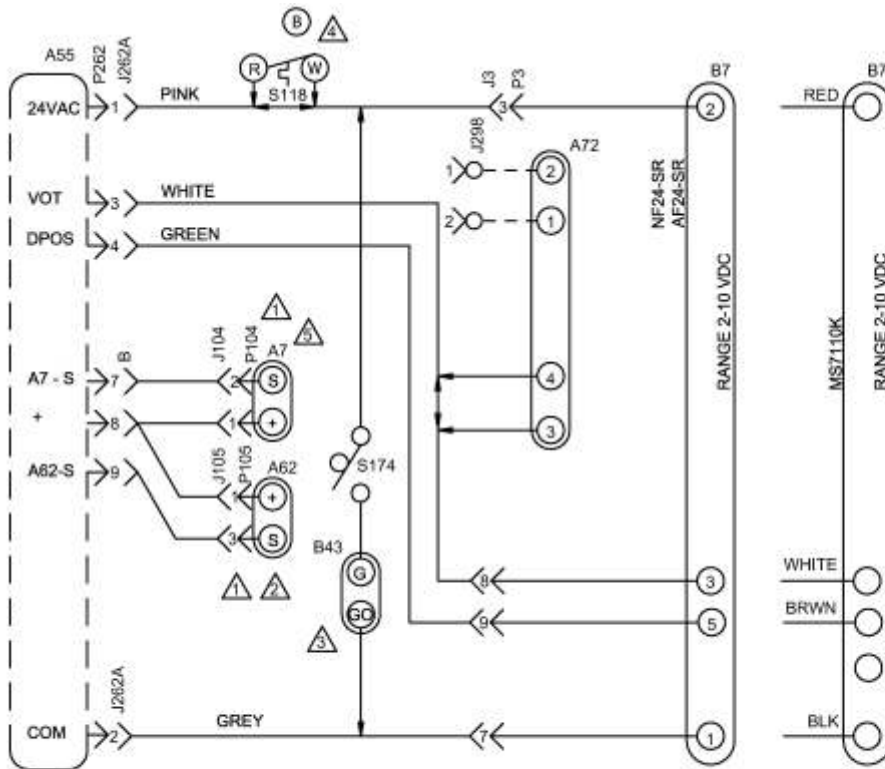 B
4
A55
P262
J262A
R
W
S118
J3
P3
B7
B7
24VAC
1
PINK
3
2
RED
J298
A72
1
2
NF24-SR
AF24-SR
VOT
3
WHITE
2
1
DPOS
4
GREEN
RANGE 2-10 VDC
MS7110K
RANGE 2-10 VDC
1
5
B
J104
P104
A7
A7 - S
7
2
S
4
+
8
1
+
3
J105
P105
A62
S174
A62-S
9
1
+
3
S
B43
G
8
3
WHITE
1
2
GO
9
5
BRWN
3
J262A
COM
2
GREY
7
1
BLK